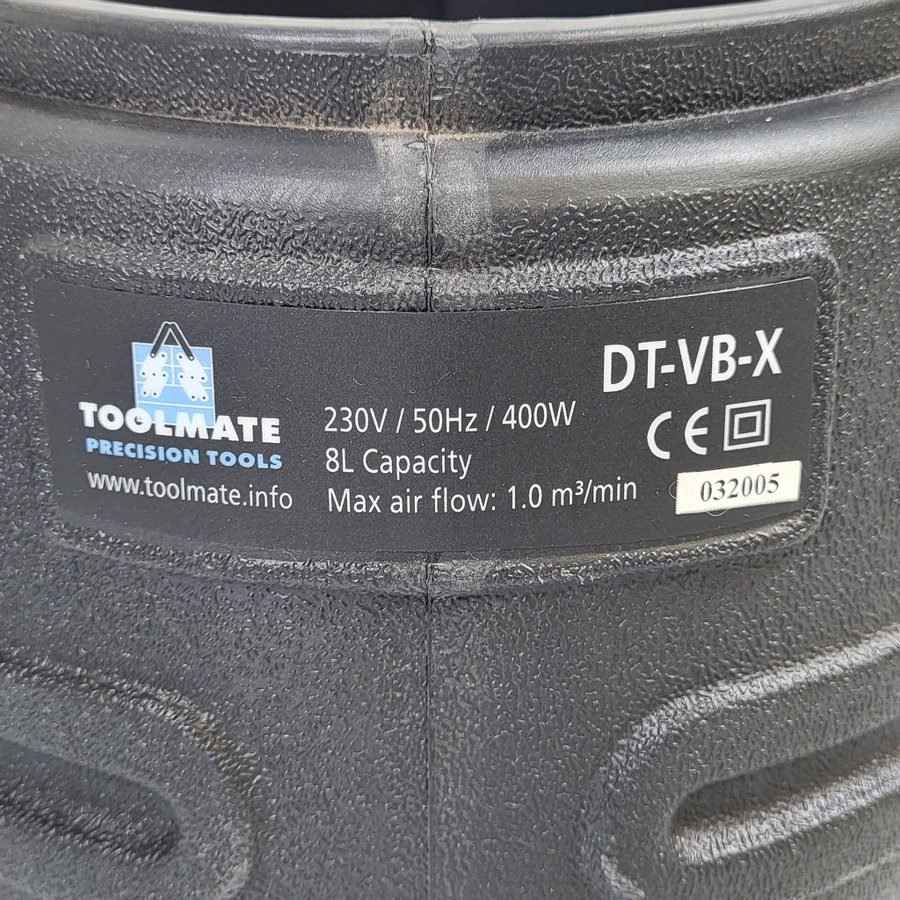 TOOLMATE
PRECISION TOOLS
www.toolmate.info
230V / 50Hz / 400W
8L Capacity
Max air flow: 1.0 m³/min
DT-VB-X
CE
032005